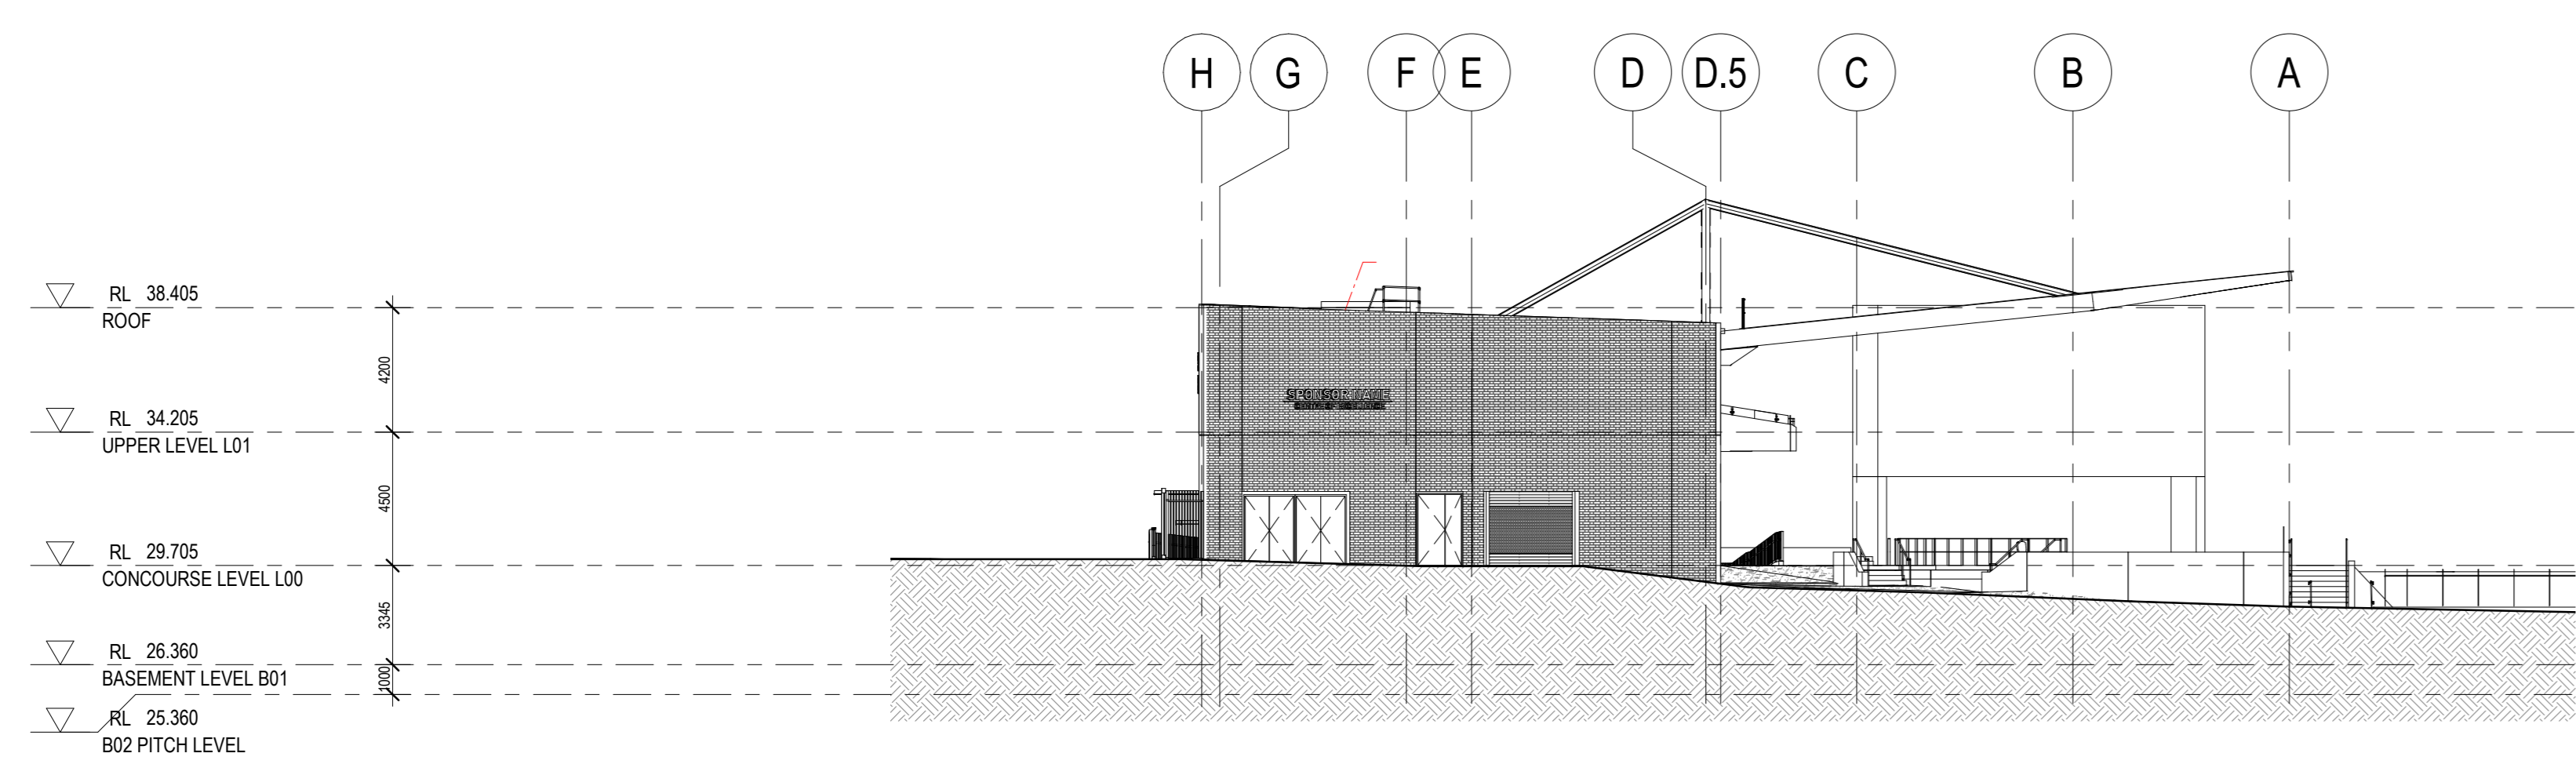 H G F E D D.5 C B A
RL 38.405
ROOF
4200
RL 34.205
UPPER LEVEL L01
SPONSOR NAME
4500
RL 29.705
CONCOURSE LEVEL L00
3345
RL 26.360
BASEMENT LEVEL B01
1000
RL 25.360
B02 PITCH LEVEL